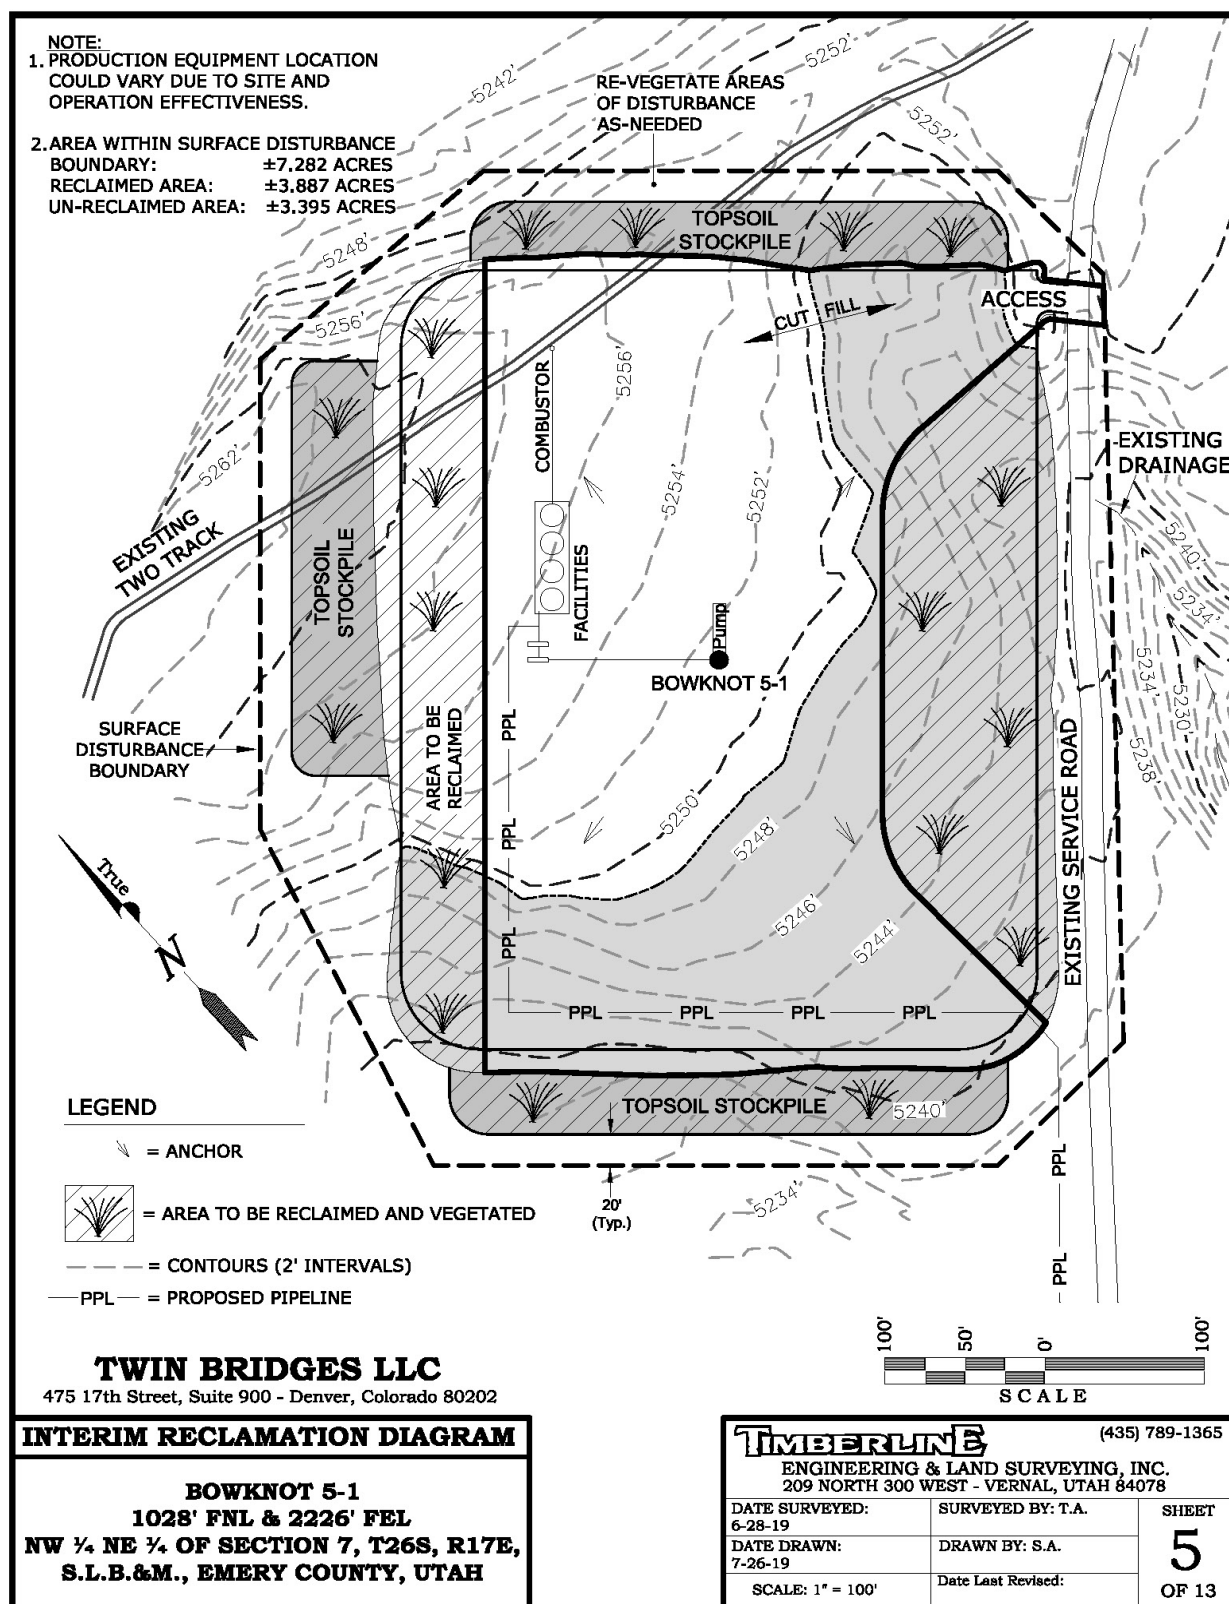 NOTE:
1. PRODUCTION EQUIPMENT LOCATION
COULD VARY DUE TO SITE AND
OPERATION EFFECTIVENESS.
2. AREA WITHIN SURFACE DISTURBANCE
BOUNDARY: ±7.282 ACRES
RECLAIMED AREA: ±3.887 ACRES
UN-RECLAIMED AREA: ±3.395 ACRES
5242'
5252'
RE-VEGETATE AREAS
OF DISTURBANCE
AS-NEEDED
5252'
TOPSOIL
STOCKPILE
5248'
5256'
ACCESS
CUT FILL
5256'
COMBUSTOR
5262'
5254'
5252'
EXISTING
DRAINAGE
EXISTING
TWO TRACK
TOPSOIL
STOCKPILE
FACILITIES
Pump
BOWKNOT 5-1
5240'
5234'
5234'
5230'
5238'
SURFACE
DISTURBANCE
BOUNDARY
AREA TO BE
RECLAIMED
PPL
PPL
PPL
5250'
5248'
5246'
5244'
EXISTING SERVICE ROAD
True
N
PPL PPL PPL PPL
TOPSOIL STOCKPILE
5240'
20'
(Typ.)
5234'
PPL
PPL
LEGEND
= ANCHOR
= AREA TO BE RECLAIMED AND VEGETATED
= CONTOURS (2' INTERVALS)
PPL = PROPOSED PIPELINE
100' 50' 0' 100'
SCALE
TWIN BRIDGES LLC
475 17th Street, Suite 900 - Denver, Colorado 80202
INTERIM RECLAMATION DIAGRAM
BOWKNOT 5-1
1028' FNL & 2226' FEL
NW ¼ NE ¼ OF SECTION 7, T26S, R17E,
S.L.B.&M., EMERY COUNTY, UTAH
TIMBERLINE (435) 789-1365
ENGINEERING & LAND SURVEYING, INC.
209 NORTH 300 WEST - VERNAL, UTAH 84078
DATE SURVEYED:
6-28-19
SURVEYED BY: T.A.
DATE DRAWN:
7-26-19
DRAWN BY: S.A.
SCALE: 1" = 100'
Date Last Revised:
SHEET
5
OF 13